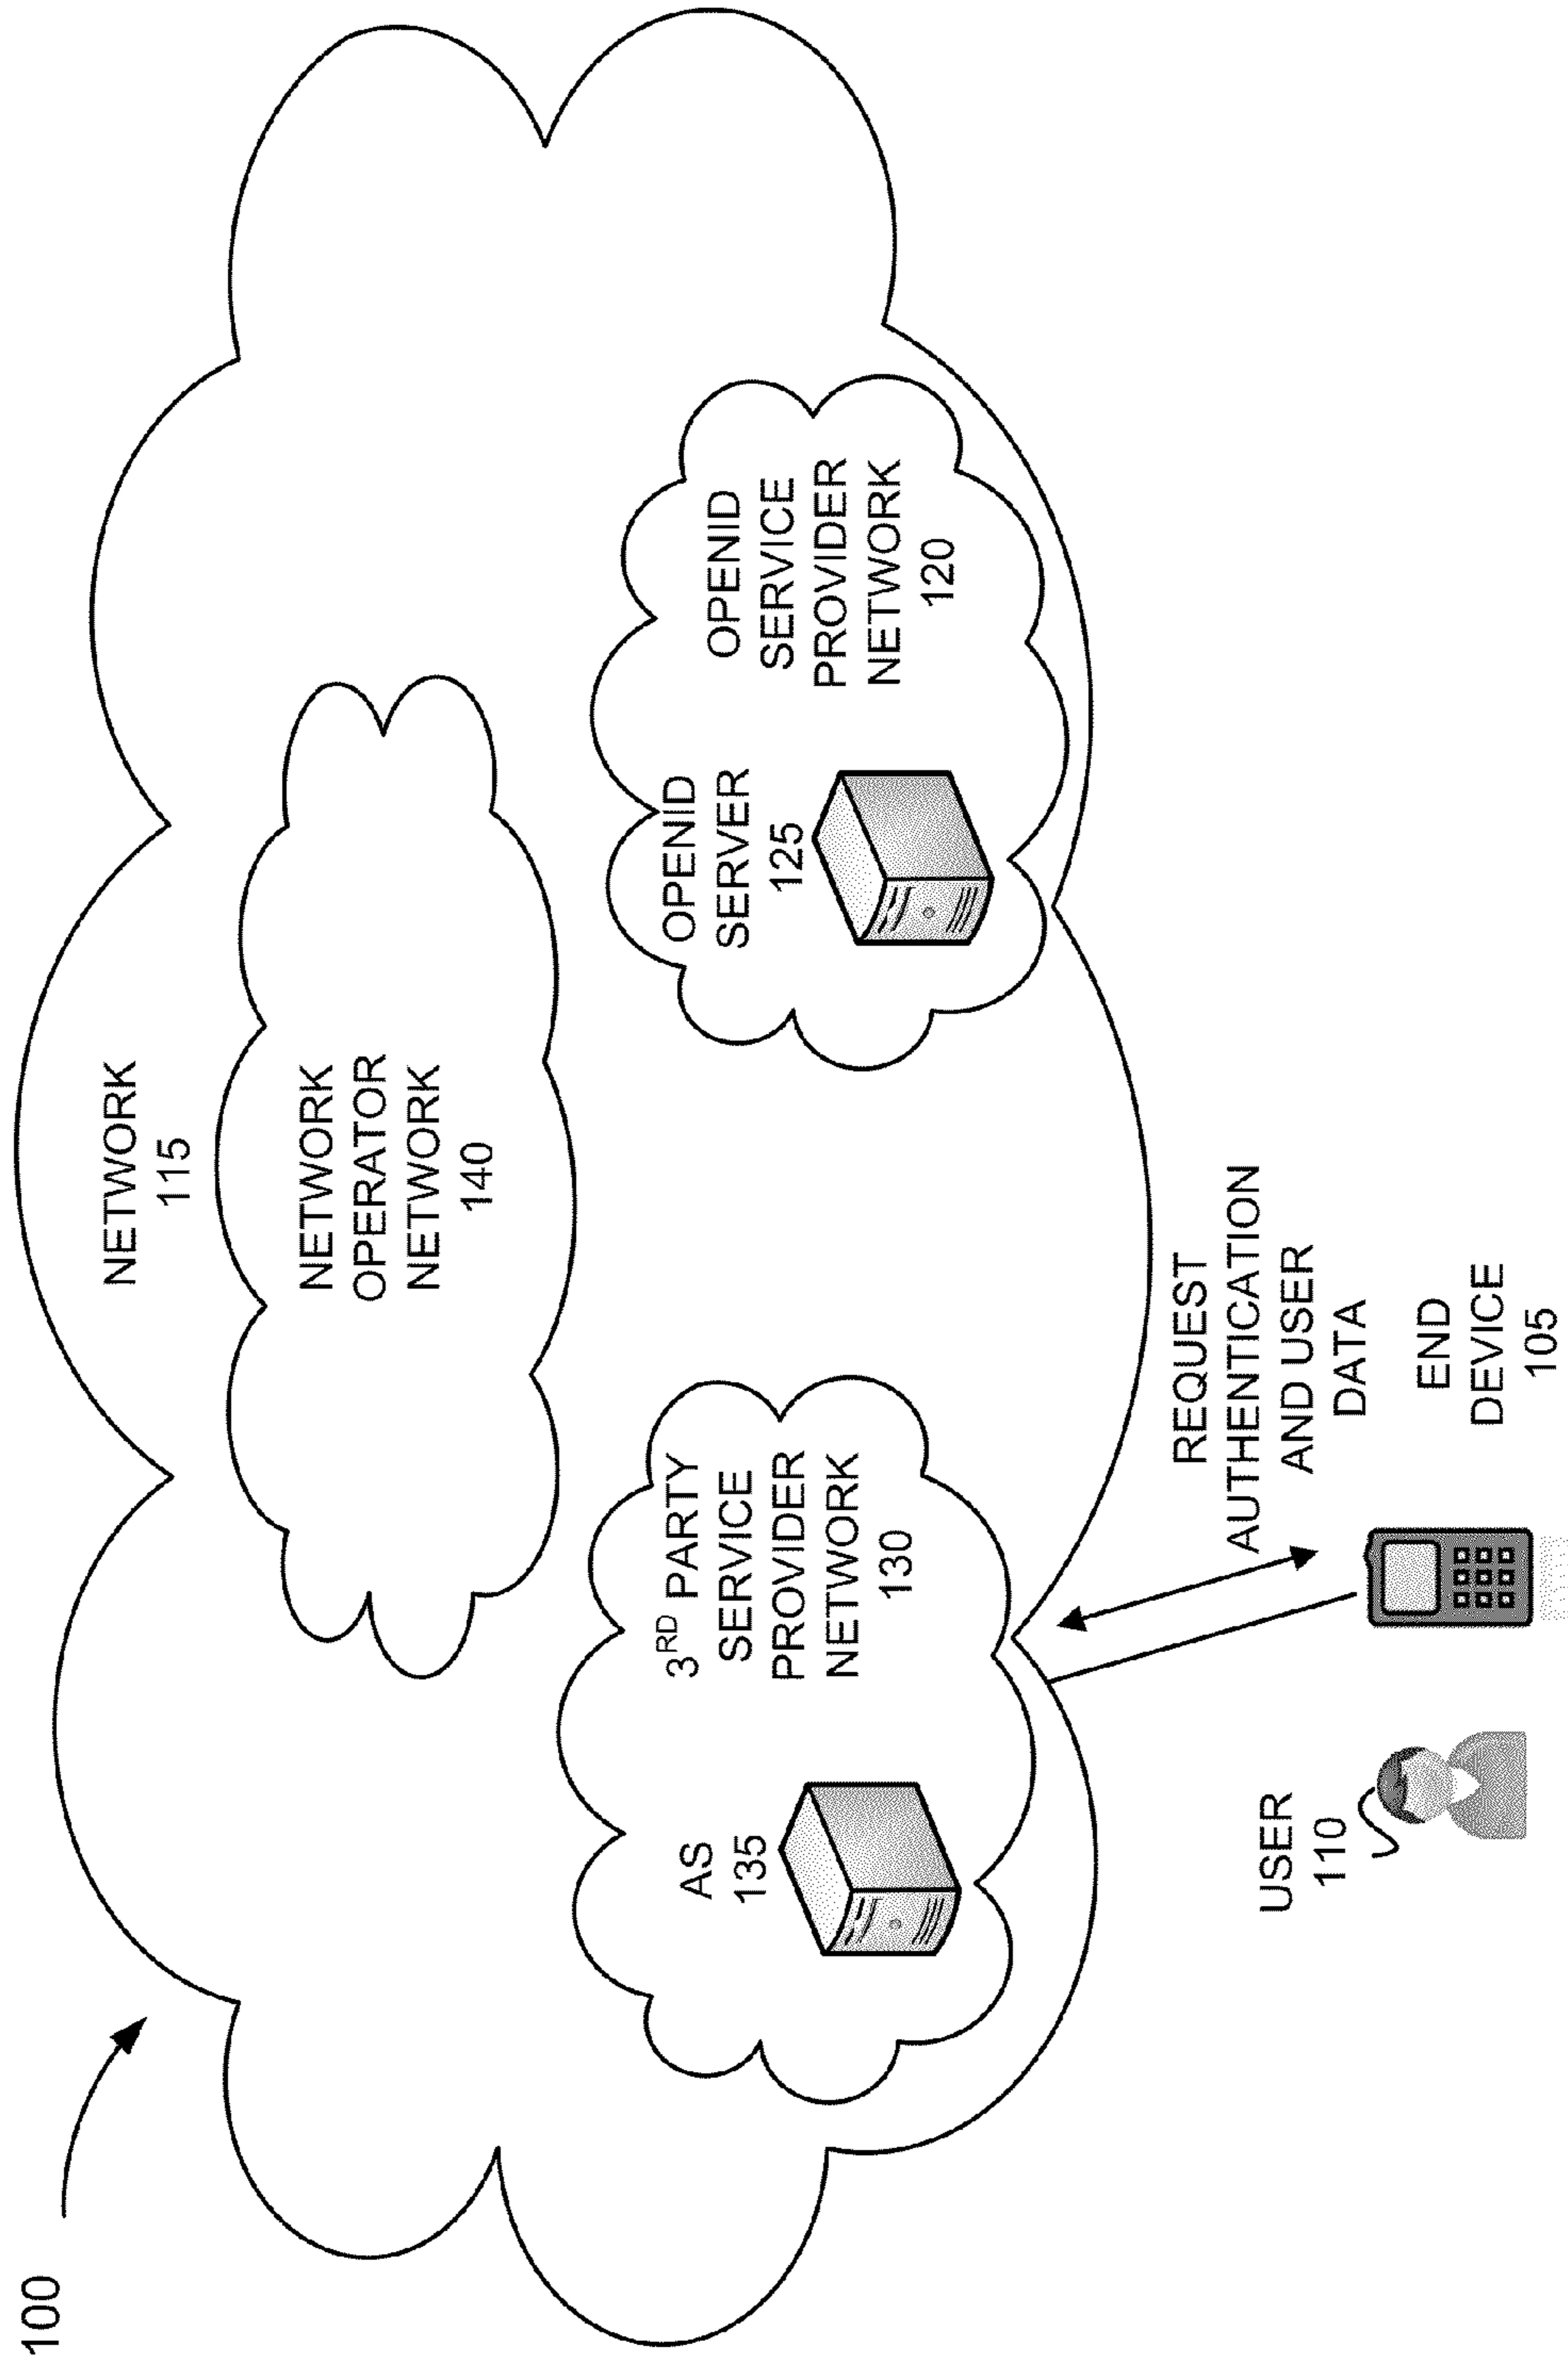 100
NETWORK
115
NETWORK
OPERATOR
NETWORK
140
3RD PARTY
SERVICE
PROVIDER
NETWORK
130
AS
135
OPENID
SERVER
125
OPENID
SERVICE
PROVIDER
NETWORK
120
REQUEST
AUTHENTICATION
AND USER
DATA
USER
110
END
DEVICE
105